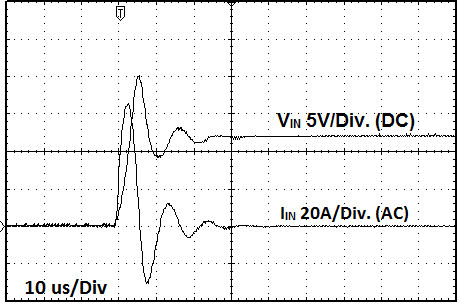 T
VIN 5V/Div. (DC)
IIN 20A/Div. (AC)
10 us/Div